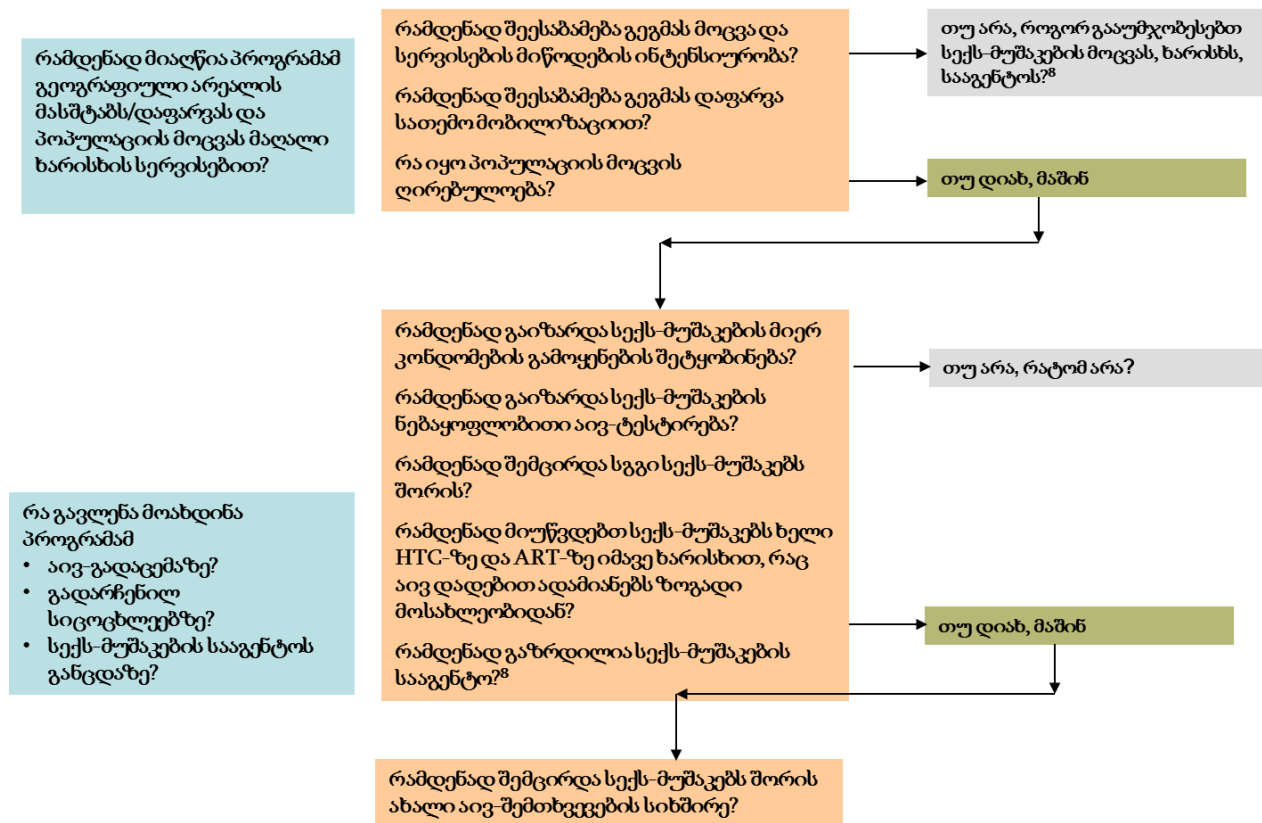 რამდენად მიაღწია პროგრამამ
გეოგრაფიული არეალის
მასშტაბს/დაფარვას და
პოპულაციის მოცვას მაღალი
ხარისხის სერვისებით?
რამდენად შეესაბამება გეგმას მოცვა და
სერვისების მიწოდების ინტენსიურობა?
რამდენად შეესაბამება გეგმას დაფარვა
სათემო მობილიზაციით?
რა იყო პოპულაციის მოცვის
ღირებულოება?
თუ არა, როგორ გააუმჯობესებთ
სექს-მუშაკების მოცვას, ხარისხს,
სააგენტოს?⁸
თუ დიახ, მაშინ
რამდენად გაიზარდა სექს-მუშაკების მიერ
კონდომების გამოყენების შეტყობინება?
რამდენად გაიზარდა სექს-მუშაკების
ნებაყოფლობითი აივ-ტესტირება?
რამდენად შემცირდა სგგი სექს-მუშაკებს
შორის?
რამდენად მიუწვდებთ სექს-მუშაკებს ხელი
HTC-ზე და ART-ზე იმავე ხარისხით, რაც
აივ დადებით ადამიანებს ზოგადი
მოსახლეობიდან?
რამდენად გაზრდილია სექს-მუშაკების
სააგენტო?⁸
თუ არა, რატომ არა?
რა გავლენა მოახდინა
პროგრამამ
• აივ-გადაცემაზე?
• გადარჩენილ
სიცოცხლეებზე?
• სექს-მუშაკების სააგენტოს
განცდაზე?
თუ დიახ, მაშინ
რამდენად შემცირდა სექს-მუშაკებს შორის
ახალი აივ-შემთხვევების სიხშირე?